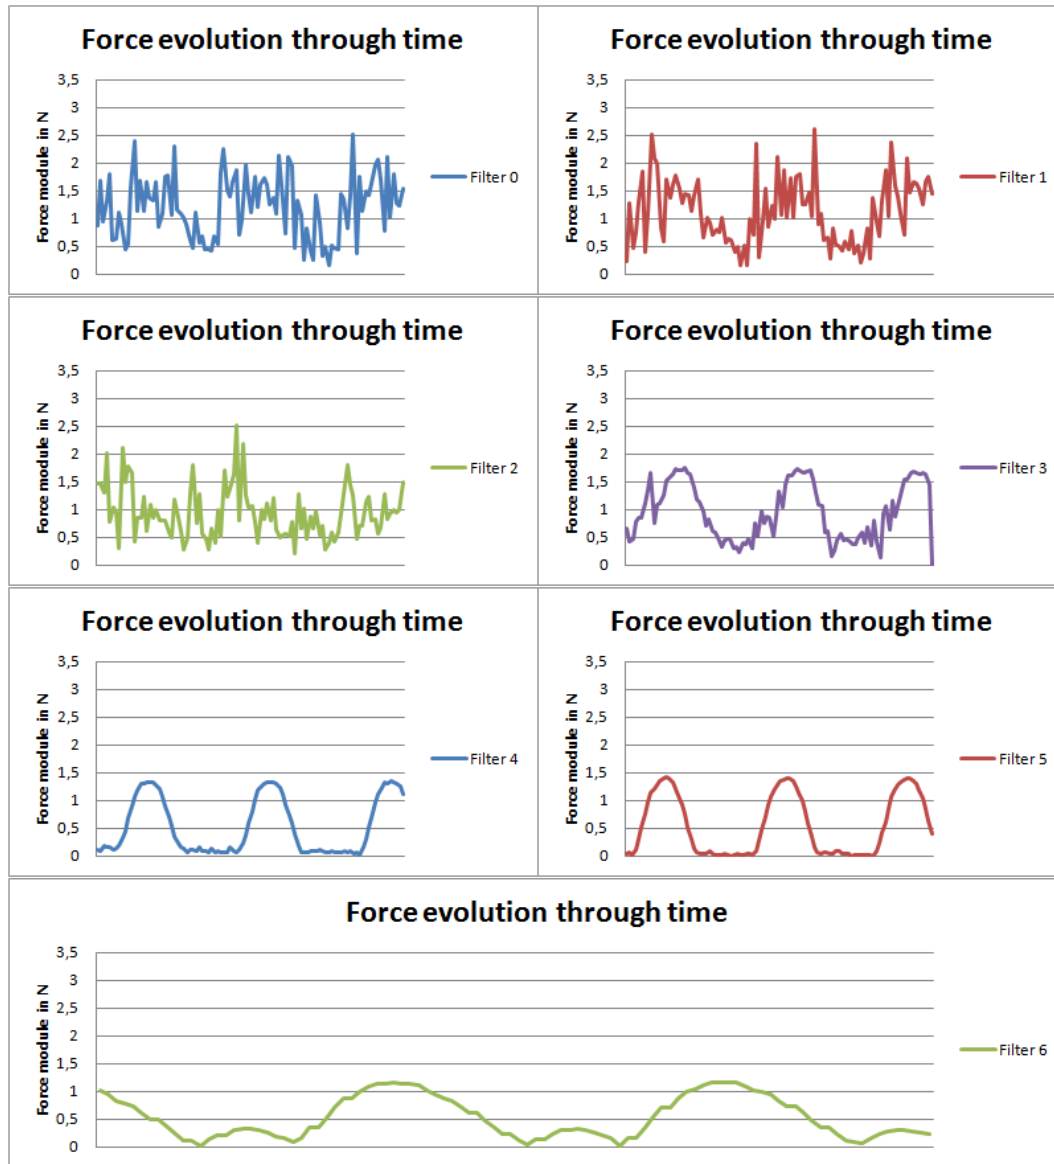 Force evolution through time
Force module in N
3,5
3
2,5
2
1,5
1
0,5
0
Filter 0
Force evolution through time
Force module in N
3,5
3
2,5
2
1,5
1
0,5
0
Filter 1
Force evolution through time
Force module in N
3,5
3
2,5
2
1,5
1
0,5
0
Filter 2
Force evolution through time
Force module in N
3,5
3
2,5
2
1,5
1
0,5
0
Filter 3
Force evolution through time
Force module in N
3,5
3
2,5
2
1,5
1
0,5
0
Filter 4
Force evolution through time
Force module in N
3,5
3
2,5
2
1,5
1
0,5
0
Filter 5
Force evolution through time
Force module in N
3,5
3
2,5
2
1,5
1
0,5
0
Filter 6